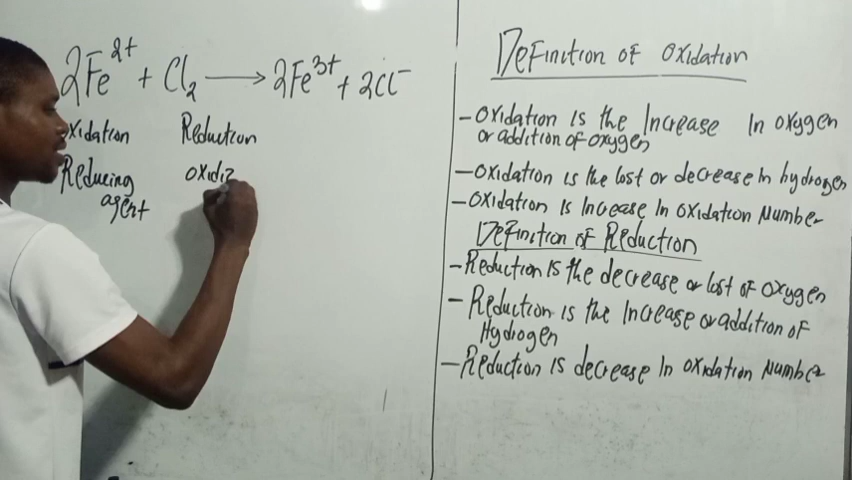 2Fe²⁺ + Cl₂ → 2Fe³⁺ + 2Cl⁻
oxidation Reduction
Reducing oxidiz
agent
Definition of Oxidation
- Oxidation is the Increase In oxygen
or addition of oxygen
- oxidation is the lost or decrease In hydrogen
- Oxidation is Increase In oxidation Number
Definition of Reduction
- Reduction is the decrease or lost of oxygen
- Reduction is the Increase or addition of
Hydrogen
- Reduction is decrease In oxidation Number